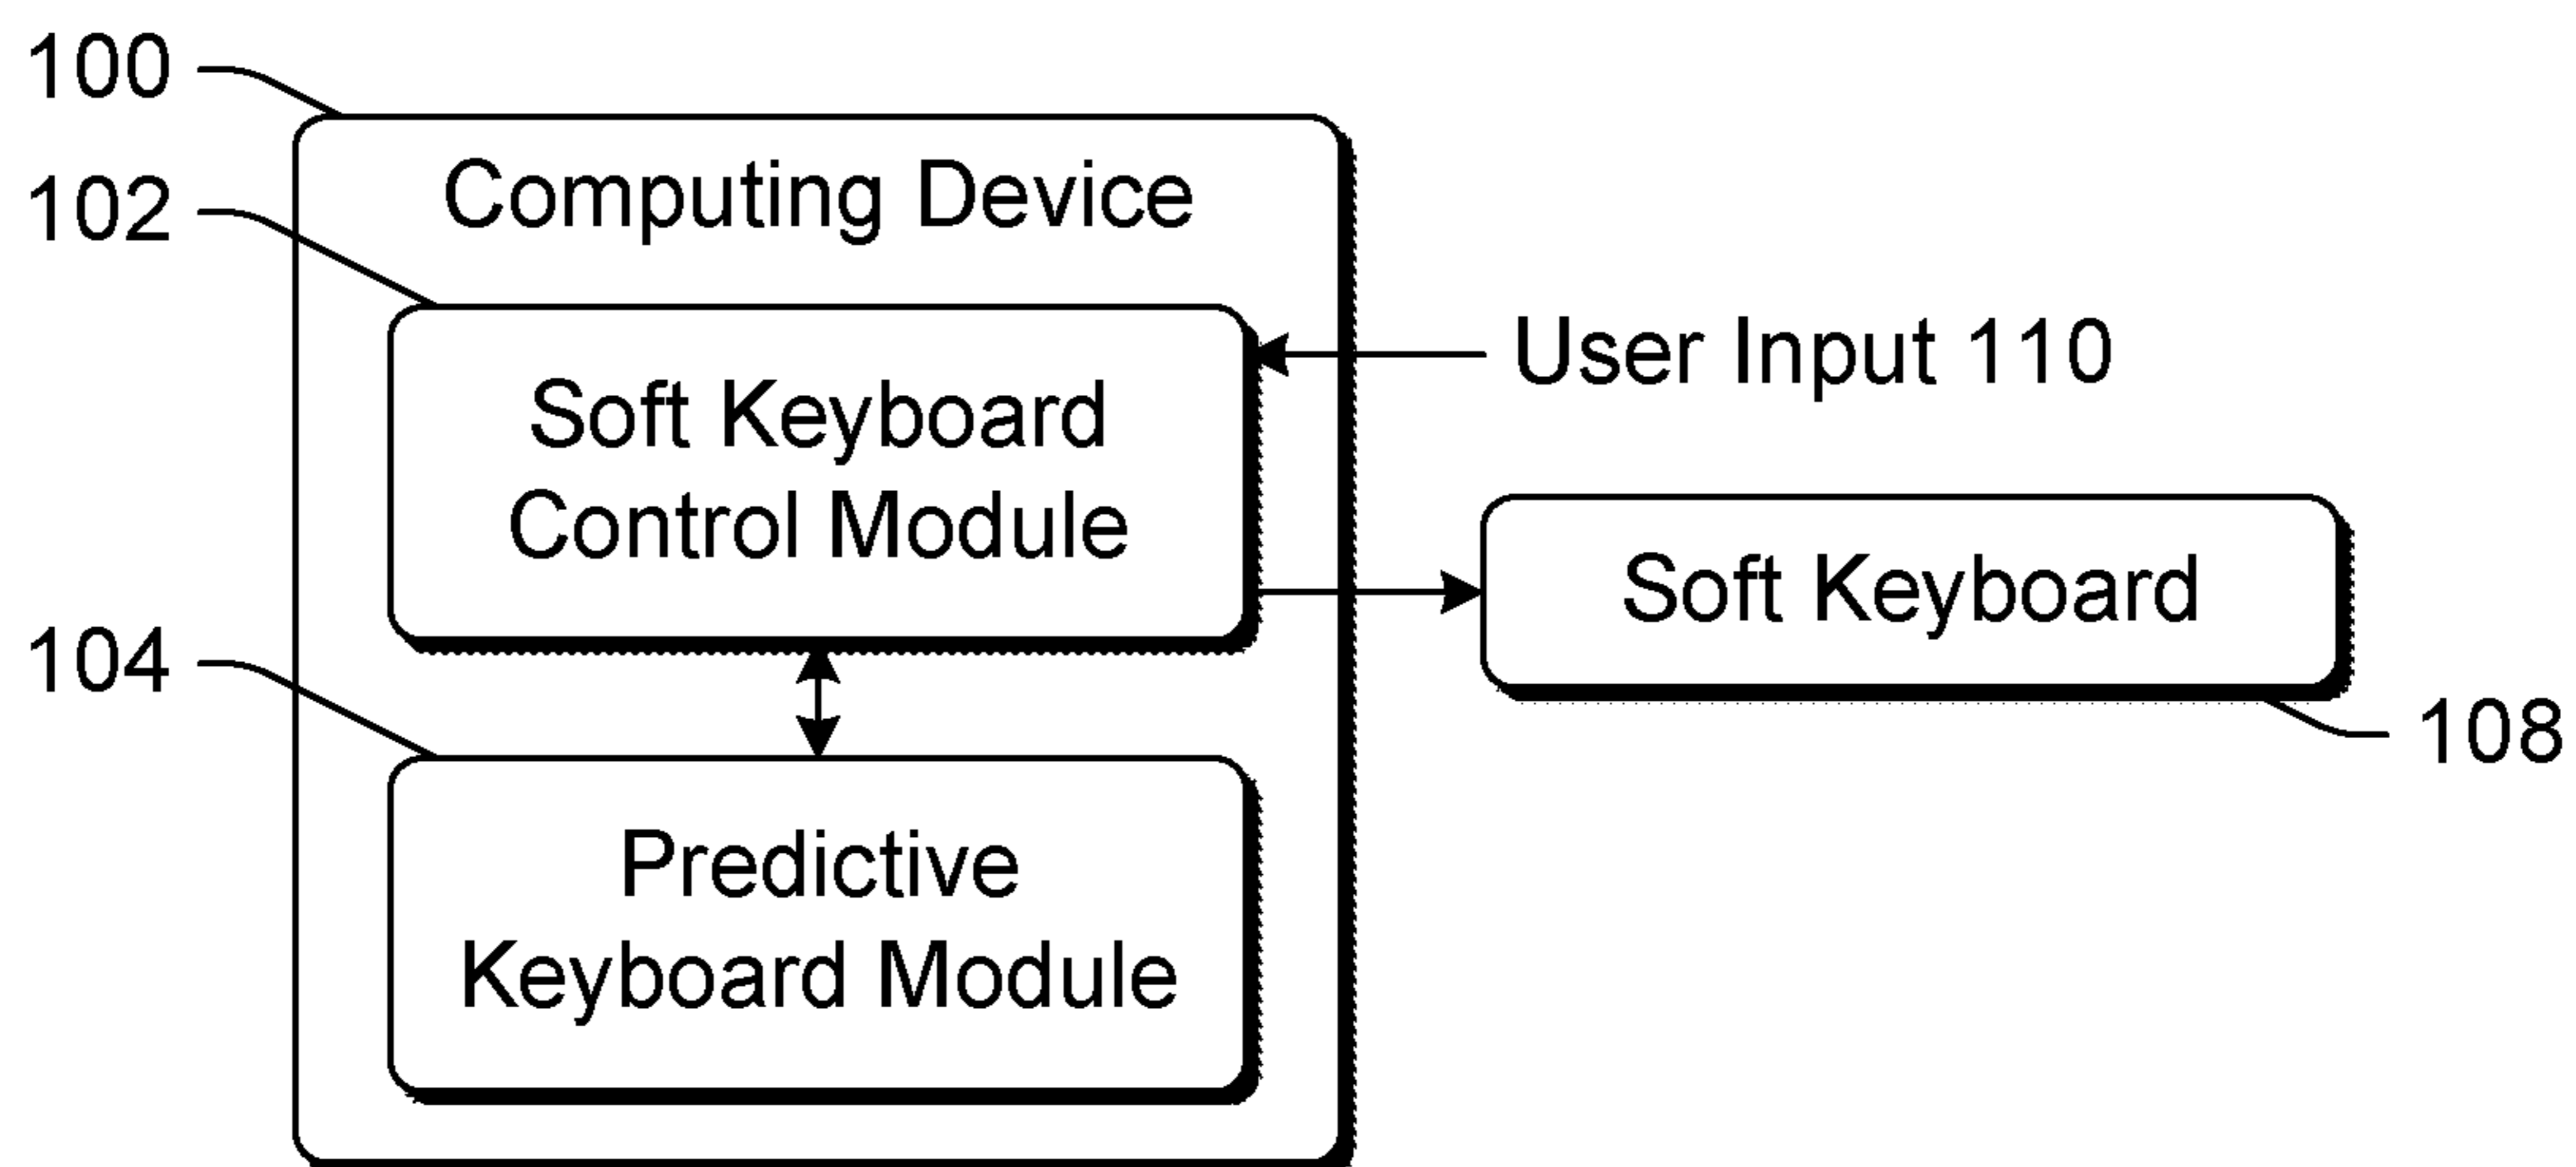 100
Computing Device
102
User Input 110
Soft Keyboard
Control Module
Soft Keyboard
104
108
Predictive
Keyboard Module